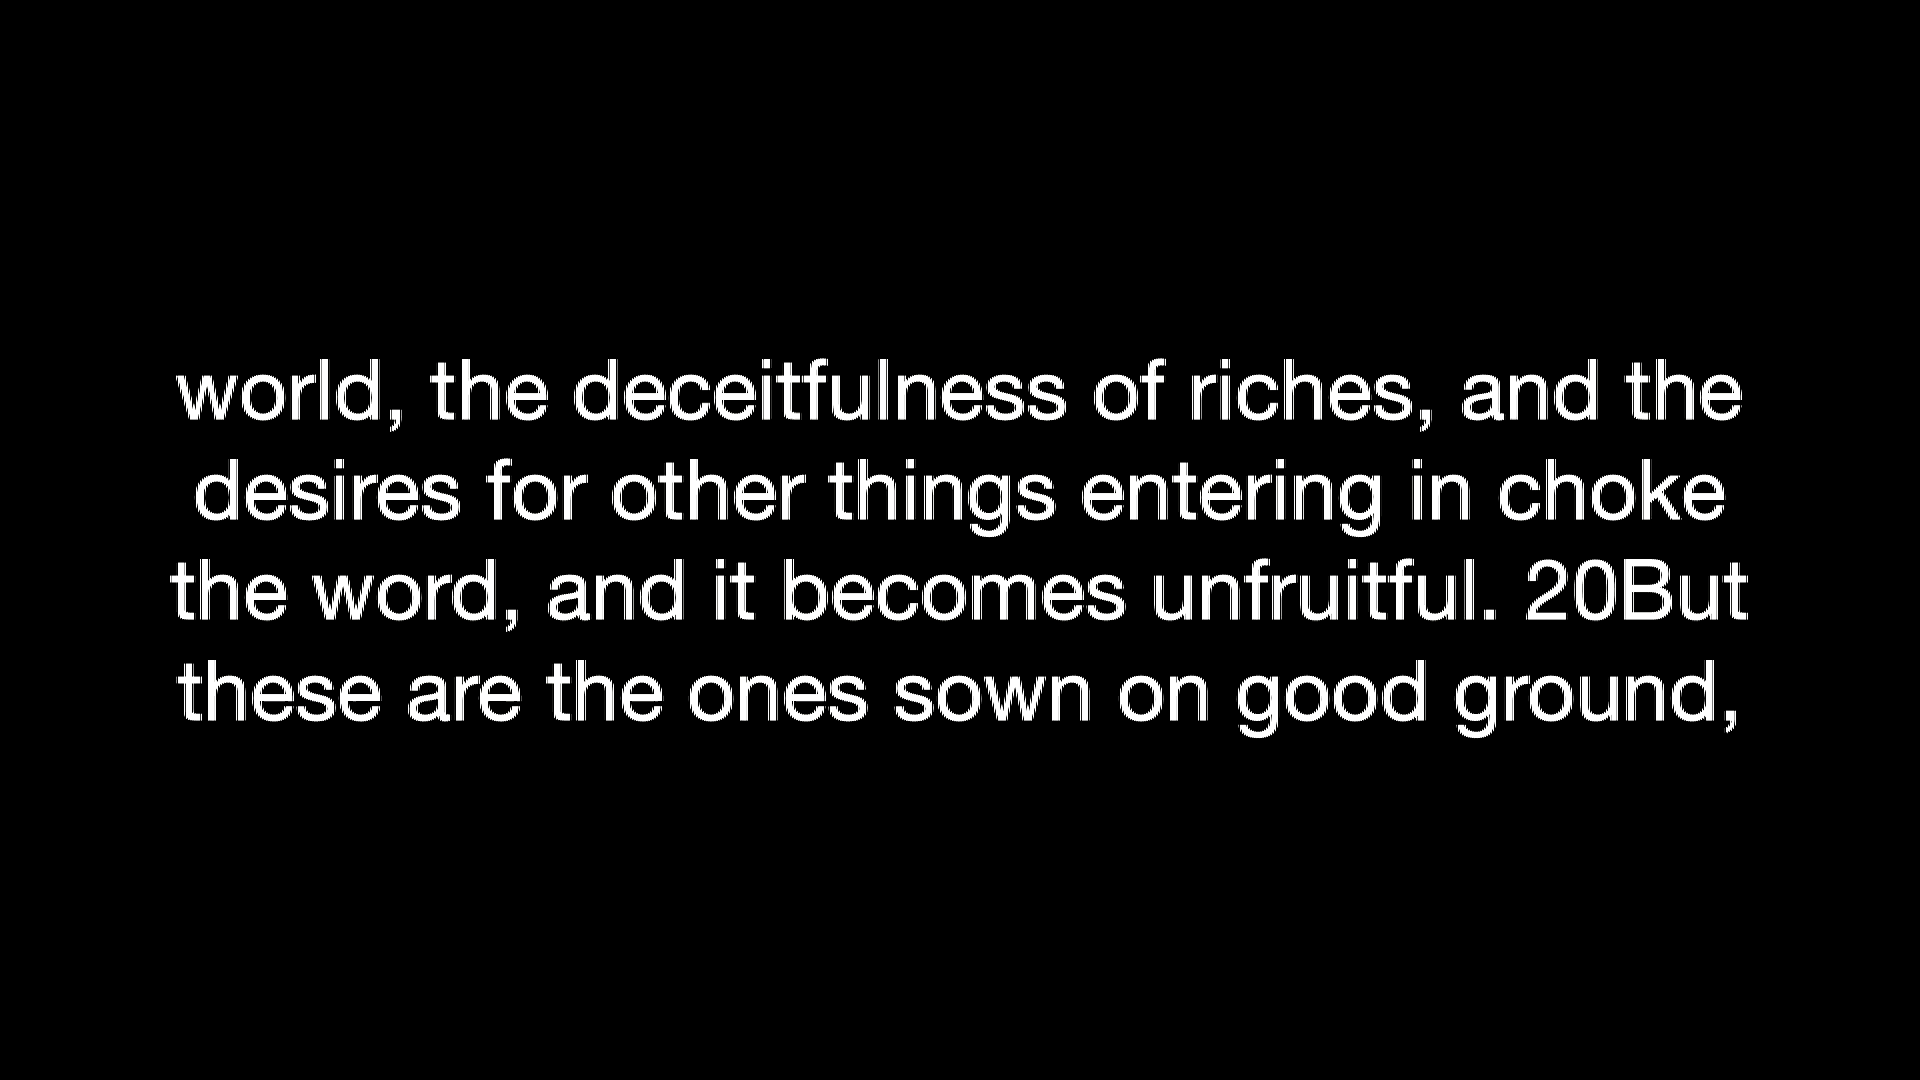 world, the deceitfulness of riches, and the
desires for other things entering in choke
the word, and it becomes unfruitful. 20But
these are the ones sown on good ground,